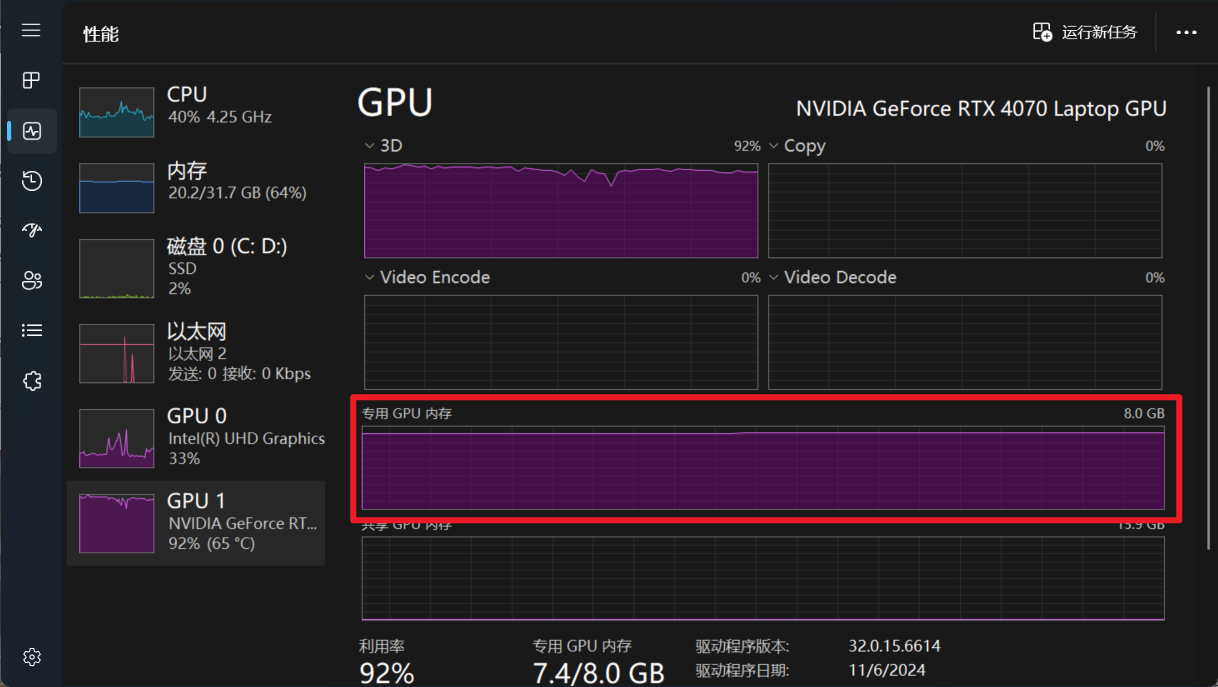 性能
运行新任务
CPU
40% 4.25 GHz
内存
20.2/31.7 GB (64%)
磁盘 0 (C: D:)
SSD
2%
以太网
以太网 2
发送: 0 接收: 0 Kbps
GPU 0
Intel(R) UHD Graphics
33%
GPU 1
NVIDIA GeForce RT...
92% (65 °C)
GPU
NVIDIA GeForce RTX 4070 Laptop GPU
3D 92%
Copy 0%
Video Encode 0%
Video Decode 0%
专用 GPU 内存 8.0 GB
共享 GPU 内存 15.9 GB
利用率
92%
专用 GPU 内存
7.4/8.0 GB
驱动程序版本: 32.0.15.6614
驱动程序日期: 11/6/2024